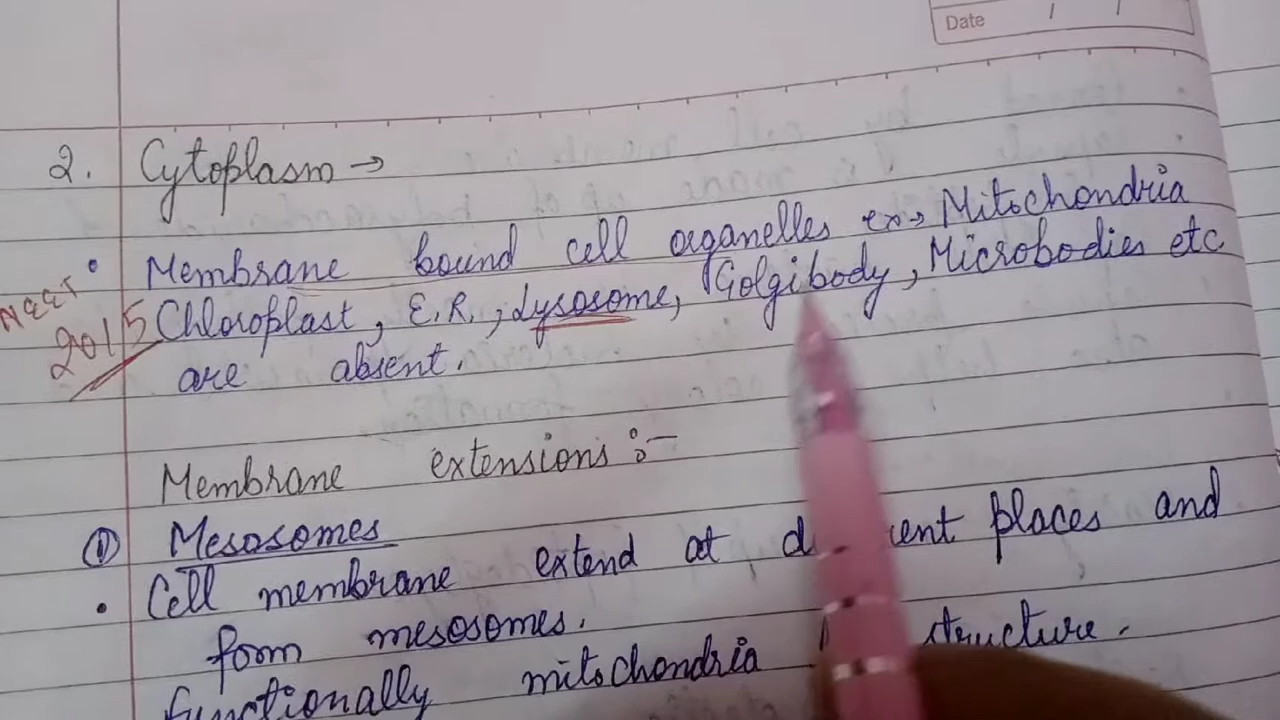 Date / /
2. Cytoplasm →
• Membrane bound cell organelles ex→ Mitochondria
NEET 2015 Chloroplast, E.R., Lysosome, Golgibody, Microbodies etc
are absent.
Membrane extensions :-
① Mesosomes
• Cell membrane extend at places and
form mesosomes.
functionally mitochondria structure.